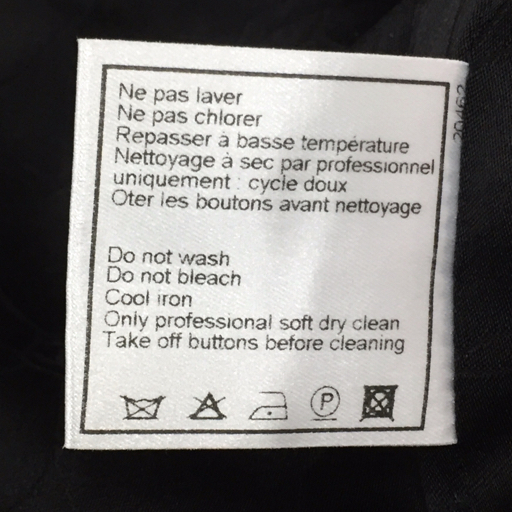 Ne pas laver
Ne pas chlorer
Repasser à basse température
Nettoyage à sec par professionnel
uniquement : cycle doux
Oter les boutons avant nettoyage
Do not wash
Do not bleach
Cool iron
Only professional soft dry clean
Take off buttons before cleaning
P
20462